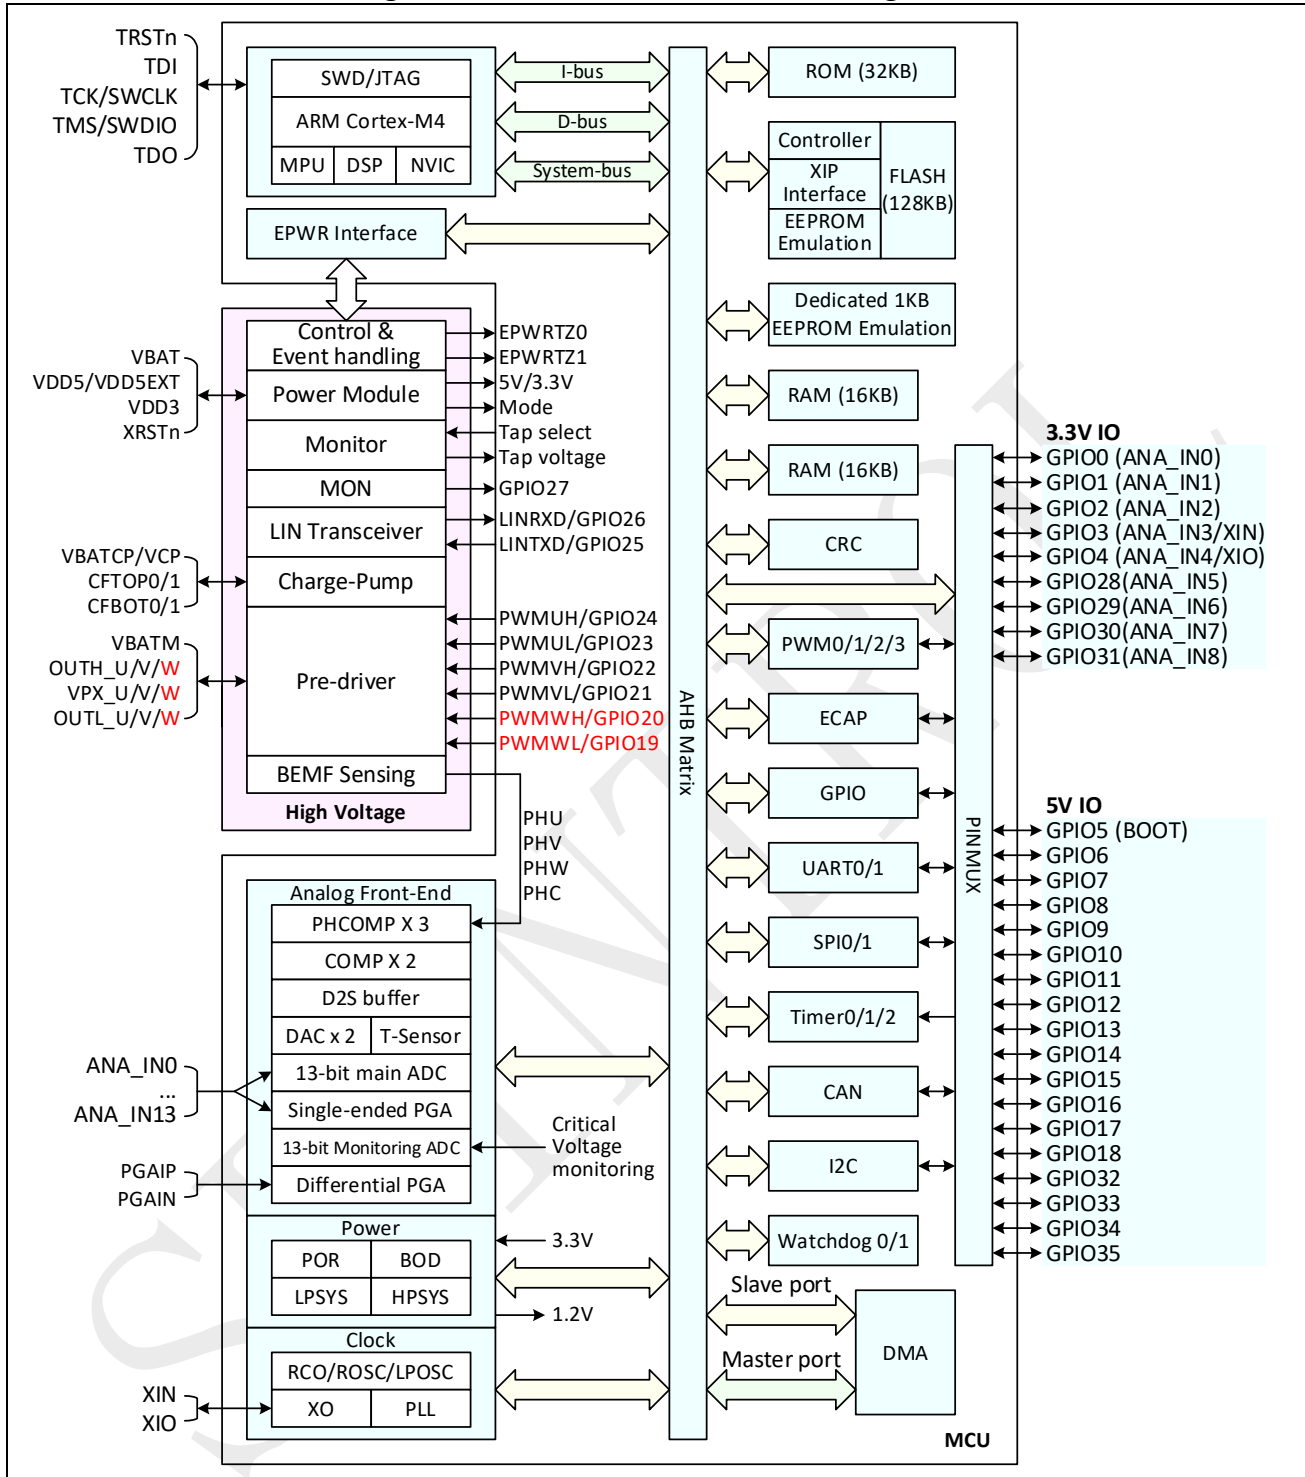 TRSTn
TDI
TCK/SWCLK
TMS/SWDIO
TDO
SWD/JTAG
ARM Cortex-M4
MPU
DSP
NVIC
I-bus
D-bus
System-bus
EPWR Interface
ROM (32KB)
Controller
XIP
Interface
EEPROM
Emulation
FLASH
(128KB)
Dedicated 1KB
EEPROM Emulation
RAM (16KB)
RAM (16KB)
CRC
PWM0/1/2/3
ECAP
GPIO
UART0/1
SPI0/1
Timer0/1/2
CAN
I2C
Watchdog 0/1
Slave port
Master port
DMA
AHB Matrix
PINMUX
MCU
VBAT
VDD5/VDD5EXT
VDD3
XRSTn
VBATCP/VCP
CFTOP0/1
CFBOT0/1
VBATM
OUTH_U/V/W
VPX_U/V/W
OUTL_U/V/W
Control &
Event handling
Power Module
Monitor
MON
LIN Transceiver
Charge-Pump
Pre-driver
BEMF Sensing
High Voltage
EPWRTZ0
EPWRTZ1
5V/3.3V
Mode
Tap select
Tap voltage
GPIO27
LINRXD/GPIO26
LINTXD/GPIO25
PWMUH/GPIO24
PWMUL/GPIO23
PWMVH/GPIO22
PWMVL/GPIO21
PWMWH/GPIO20
PWMWL/GPIO19
PHU
PHV
PHW
PHC
Analog Front-End
PHCOMP X 3
COMP X 2
D2S buffer
DAC x 2
T-Sensor
13-bit main ADC
Single-ended PGA
13-bit Monitoring ADC
Differential PGA
ANA_IN0
...
ANA_IN13
PGAIP
PGAIN
Critical
Voltage
monitoring
Power
POR
BOD
LPSYS
HPSYS
3.3V
1.2V
Clock
RCO/ROSC/LPOSC
XO
PLL
XIN
XIO
3.3V IO
GPIO0 (ANA_IN0)
GPIO1 (ANA_IN1)
GPIO2 (ANA_IN2)
GPIO3 (ANA_IN3/XIN)
GPIO4 (ANA_IN4/XIO)
GPIO28(ANA_IN5)
GPIO29(ANA_IN6)
GPIO30(ANA_IN7)
GPIO31(ANA_IN8)
5V IO
GPIO5 (BOOT)
GPIO6
GPIO7
GPIO8
GPIO9
GPIO10
GPIO11
GPIO12
GPIO13
GPIO14
GPIO15
GPIO16
GPIO17
GPIO18
GPIO32
GPIO33
GPIO34
GPIO35